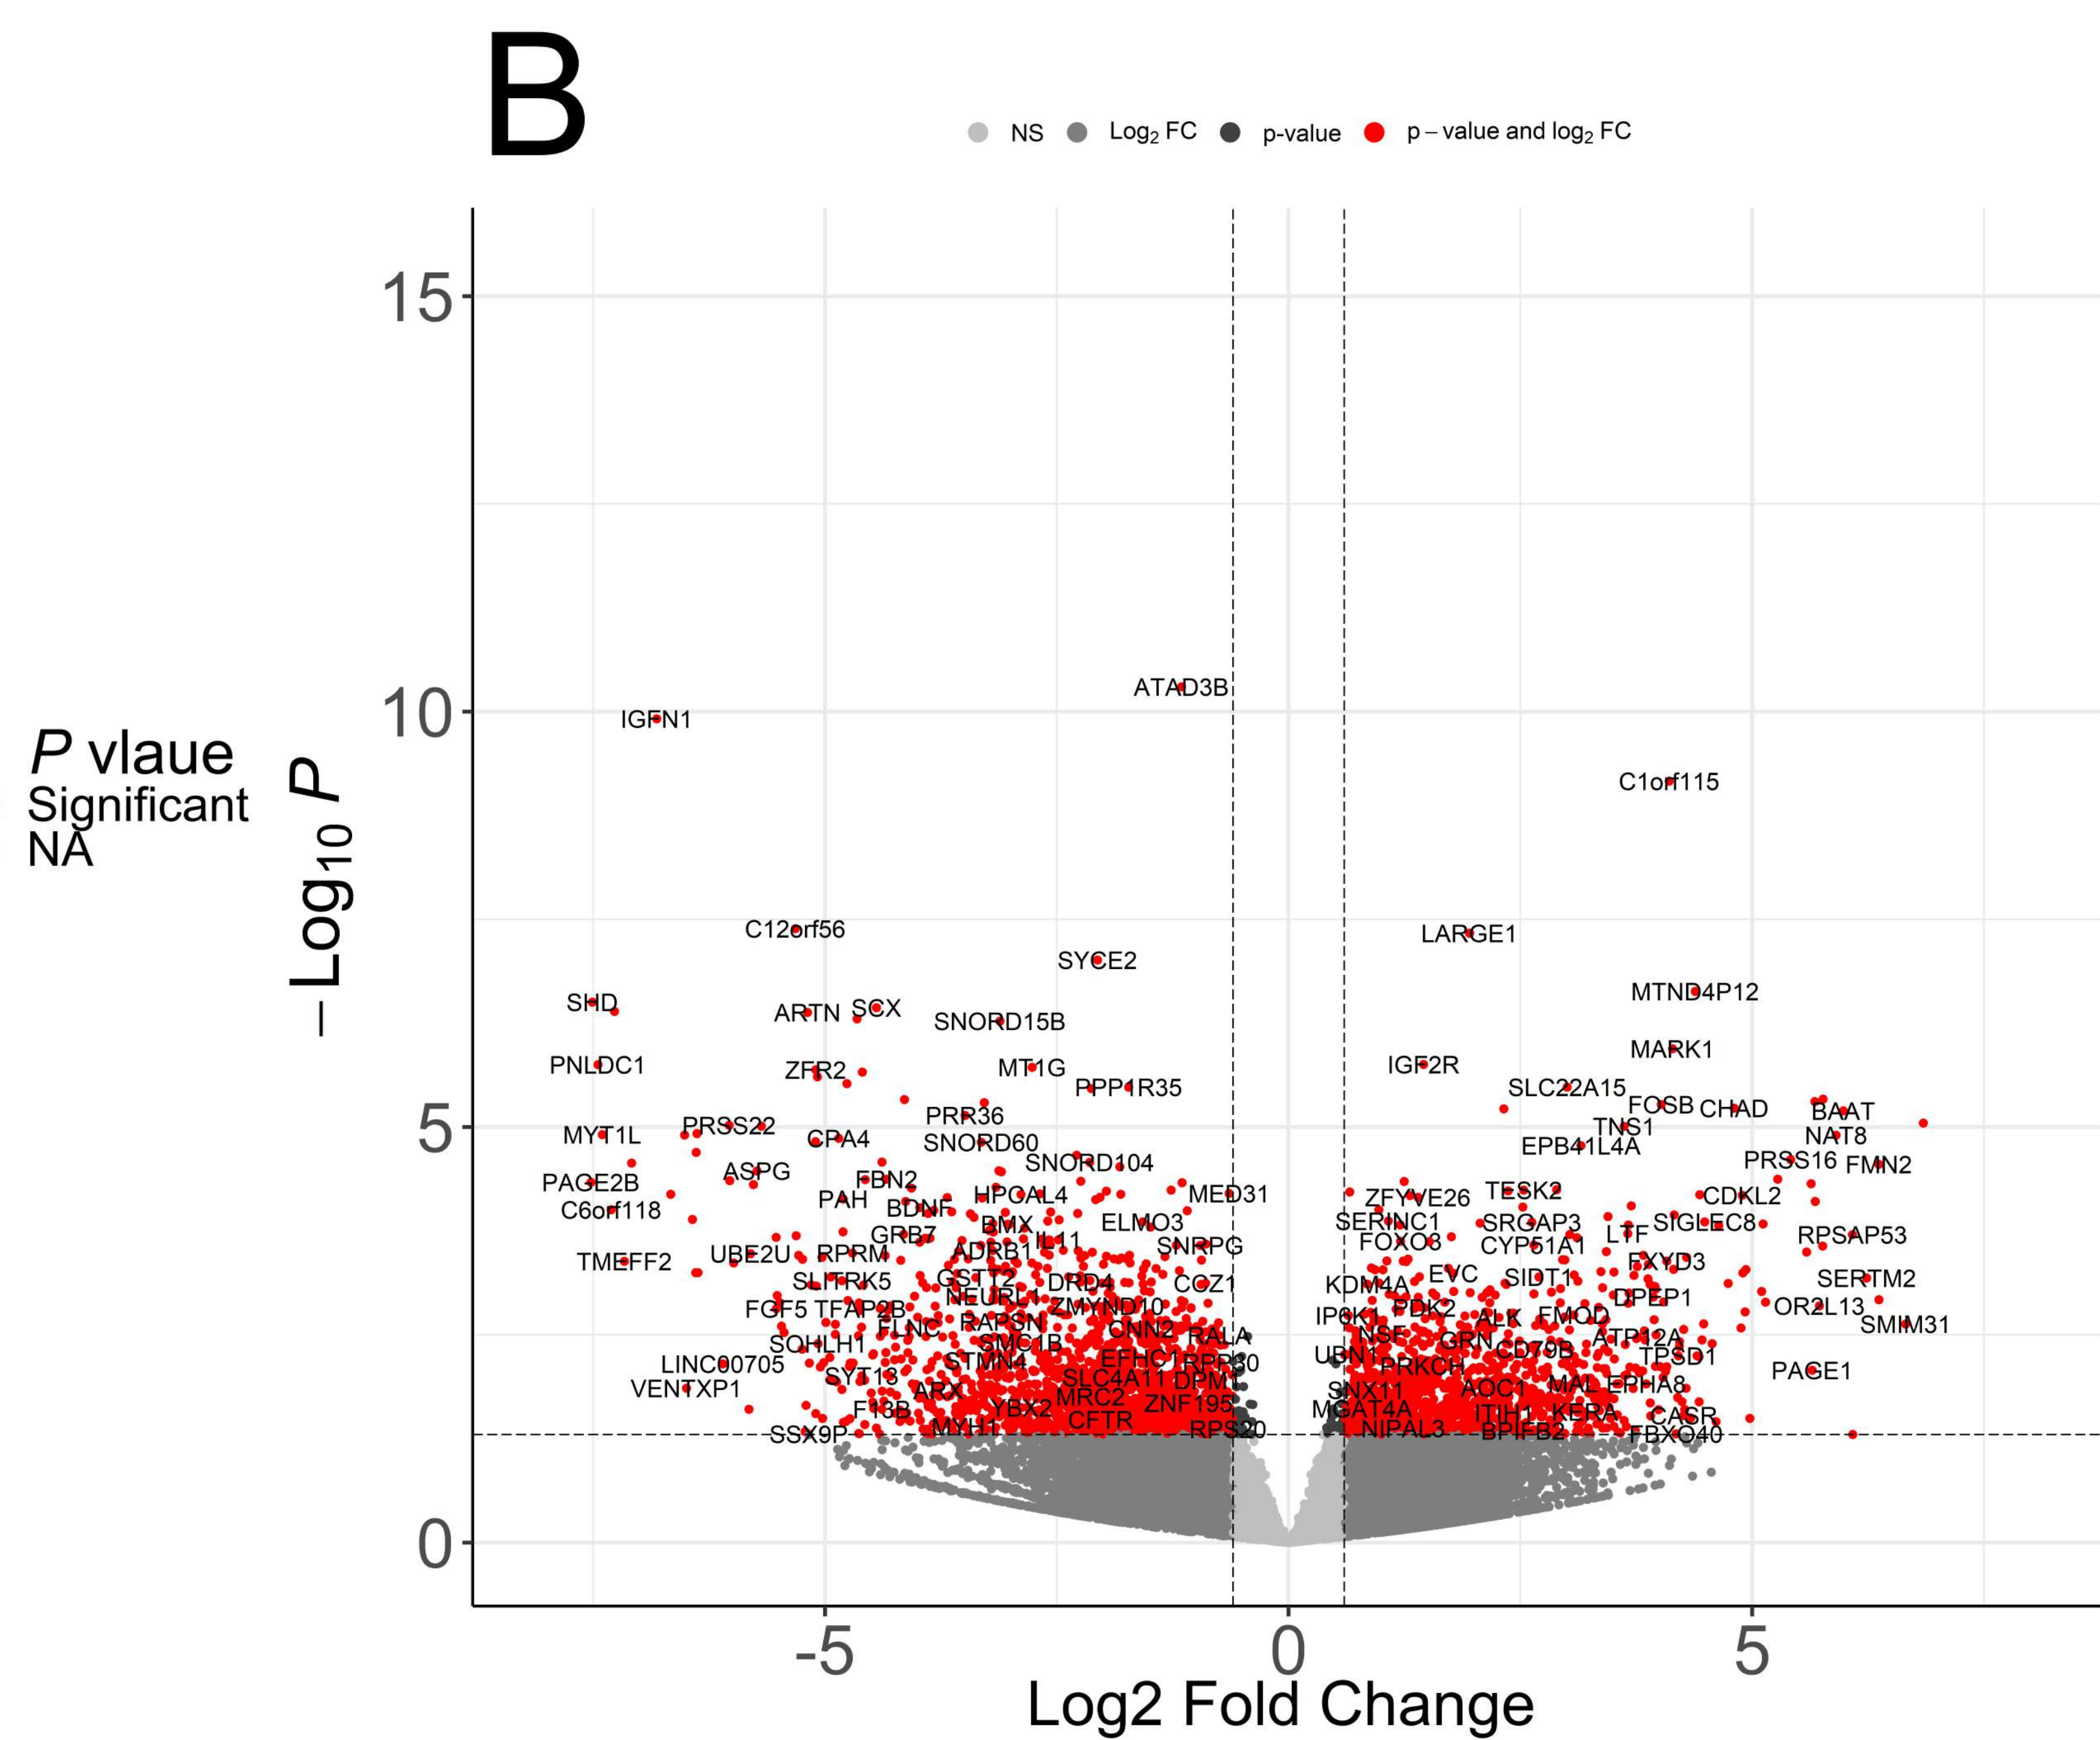 B
NS Log2 FC p-value p – value and log2 FC
15
10
5
0
P vlaue
Significant
NA
–Log10 P
ATAD3B
IGFN1
C1orf115
C12orf56
LARGE1
SYCE2
MTND4P12
SHD
ARTN SCX
SNORD15B
MARK1
PNLDC1 ZFR2 MT1G IGF2R
PPP1R35 SLC22A15
PRR36 FOSB CHAD BAAT
MYT1L PRSS22 CPA4 SNORD60 TNS1 NAT8
EPB41L4A
ASPG SNORD104 PRSS16 FMN2
PAGE2B PAH FBN2 HPCAL4 MED31 ZFYVE26 TESK2 CDKL2
C6orf118 BDNF BMX ELMO3 SERINC1 SRGAP3 SIGLEC8
GRB7 IL11 LTF RPSAP53
TMEFF2 UBE2U RPRM ADRB1 SNRPG FOXO3 CYP51A1 FXYD3
SLITRK5 GSTT2 DRD4 CCZ1 KDM4A EVC SIDT1 SERTM2
FGF5 TFAP2B NEURL1 ZMYND10 IP6K1 PDK2 ALK FMOD DPEP1 OR2L13
FLNC RAPSN CNN2 RALA NSF GRN ATP12A SMIM31
SOHLH1 SMC1B UBN1 CD79B TPSD1
LINC00705 STMN4 EFHC1 RPP30 PRKCH PAGE1
VENTXP1 SYT13 ARX SLC4A11 DPM1 SNX11 AOC1 MAL EPHA8
F13B YBX2 MRC2 ZNF195 MGAT4A ITIH1 KERA CASR
SSX9P MYH1 CFTR RPS20 NIPAL3 BPIFB2 FBXO40
-5 0 5
Log2 Fold Change